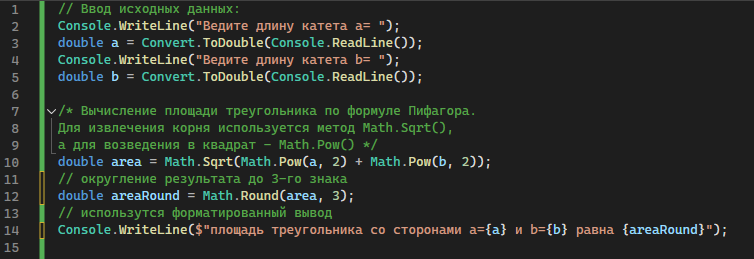 1 // Ввод исходных данных:
2 Console.WriteLine("Ведите длину катета a= ");
3 double a = Convert.ToDouble(Console.ReadLine());
4 Console.WriteLine("Ведите длину катета b= ");
5 double b = Convert.ToDouble(Console.ReadLine());
6
7 /* Вычисление площади треугольника по формуле Пифагора.
8 Для извлечения корня используется метод Math.Sqrt(),
9 а для возведения в квадрат - Math.Pow() */
10 double area = Math.Sqrt(Math.Pow(a, 2) + Math.Pow(b, 2));
11 // округление результата до 3-го знака
12 double areaRound = Math.Round(area, 3);
13 // использутся форматированный вывод
14 Console.WriteLine($"площадь треугольника со сторонами a={a} и b={b} равна {areaRound}");
15